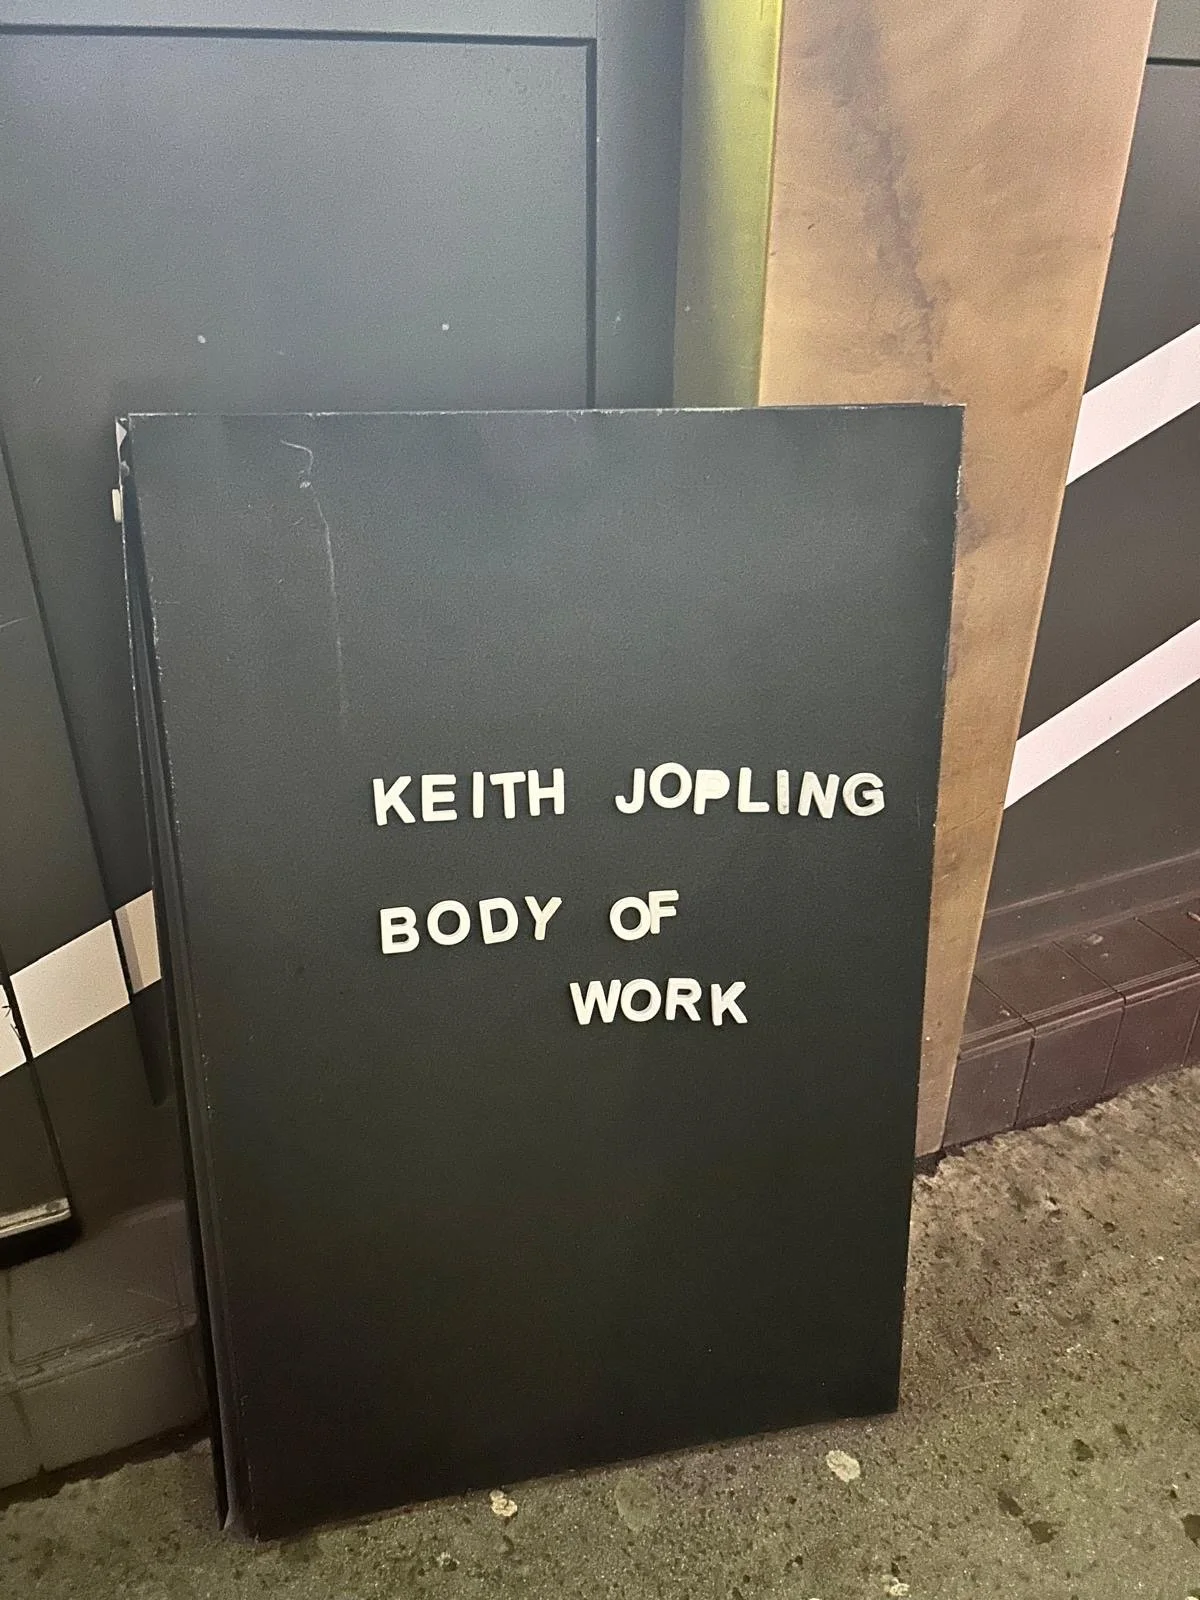 KEITH JOPLING
BODY OF
WORK